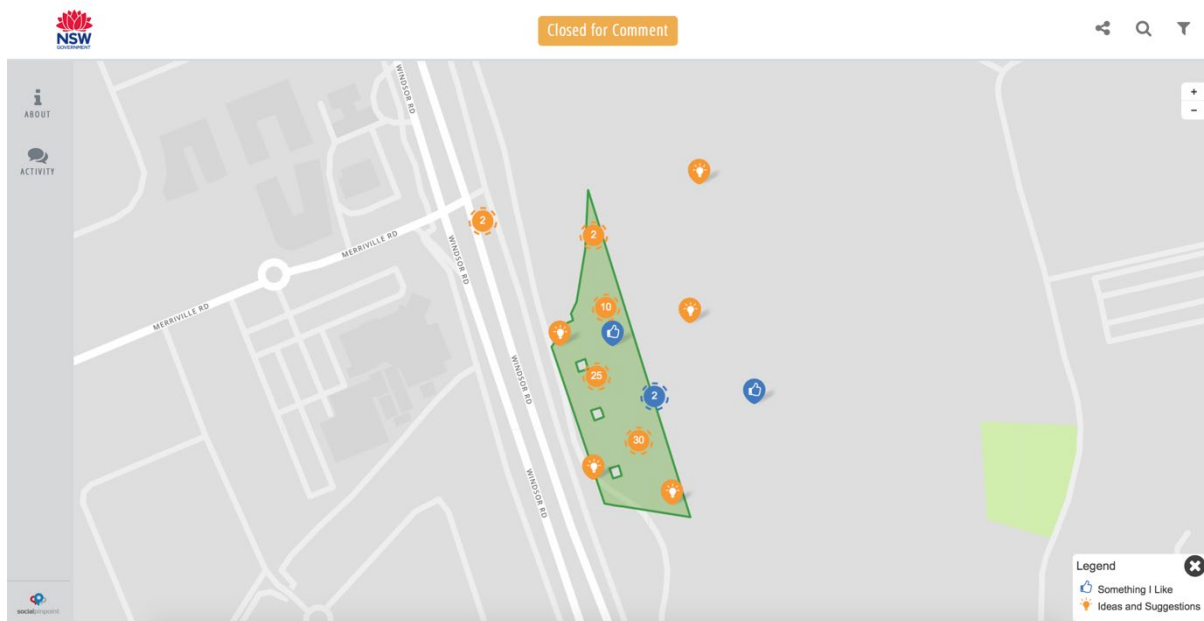 NSW
GOVERNMENT
Closed for Comment
ABOUT
ACTIVITY
WINDSOR RD
MERRIVILLE RD
WINDSOR RD
MERRIVILLE RD
WINDSOR RD
WINDSOR RD
2
2
10
25
2
30
+
-
Legend
Something I Like
Ideas and Suggestions
socialpinpoint